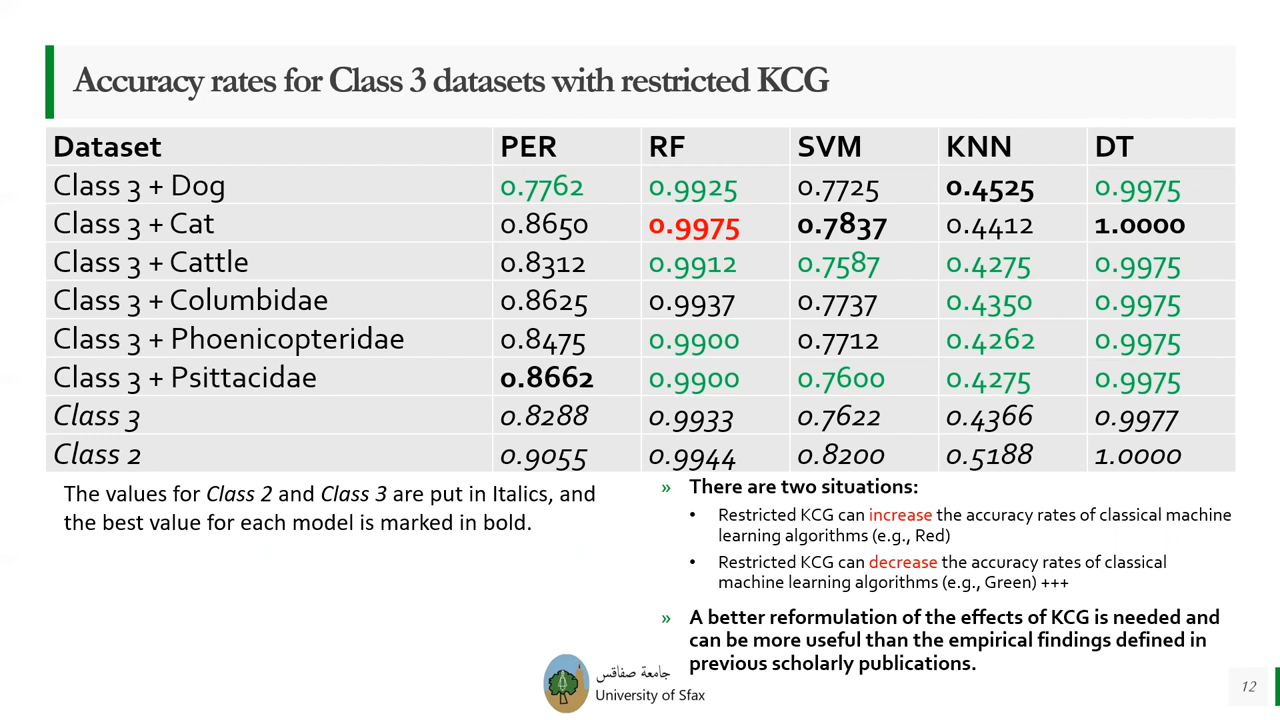 Accuracy rates for Class 3 datasets with restricted KCG
Dataset PER RF SVM KNN DT
Class 3 + Dog 0.7762 0.9925 0.7725 0.4525 0.9975
Class 3 + Cat 0.8650 0.9975 0.7837 0.4412 1.0000
Class 3 + Cattle 0.8312 0.9912 0.7587 0.4275 0.9975
Class 3 + Columbidae 0.8625 0.9937 0.7737 0.4350 0.9975
Class 3 + Phoenicopteridae 0.8475 0.9900 0.7712 0.4262 0.9975
Class 3 + Psittacidae 0.8662 0.9900 0.7600 0.4275 0.9975
Class 3 0.8288 0.9933 0.7622 0.4366 0.9977
Class 2 0.9055 0.9944 0.8200 0.5188 1.0000
The values for Class 2 and Class 3 are put in Italics, and
the best value for each model is marked in bold.
» There are two situations:
• Restricted KCG can increase the accuracy rates of classical machine
learning algorithms (e.g., Red)
• Restricted KCG can decrease the accuracy rates of classical
machine learning algorithms (e.g., Green) +++
» A better reformulation of the effects of KCG is needed and
can be more useful than the empirical findings defined in
previous scholarly publications.
جامعة صفاقس
University of Sfax
12